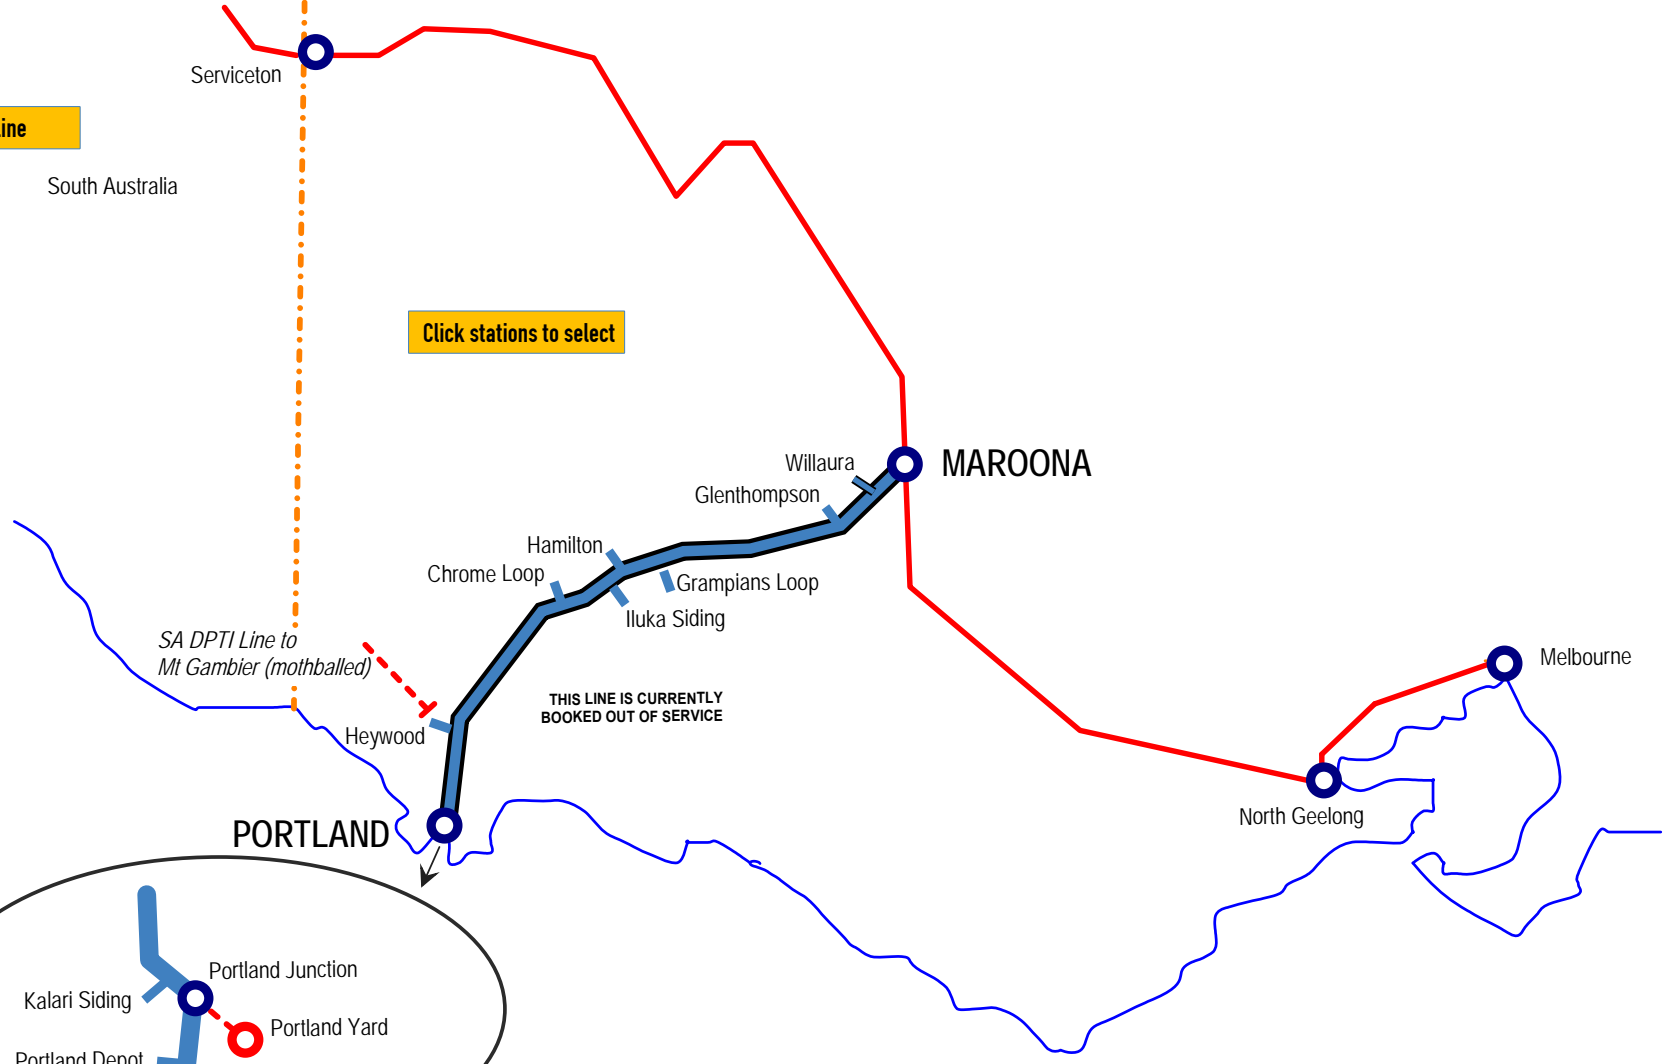 Serviceton
ine
South Australia
Click stations to select
Willaura
MAROONA
Glenthompson
Hamilton
Chrome Loop
Grampians Loop
Iluka Siding
SA DPTI Line to
Mt Gambier (mothballed)
Melbourne
THIS LINE IS CURRENTLY
BOOKED OUT OF SERVICE
Heywood
North Geelong
PORTLAND
Portland Junction
Kalari Siding
Portland Yard
Portland Depot